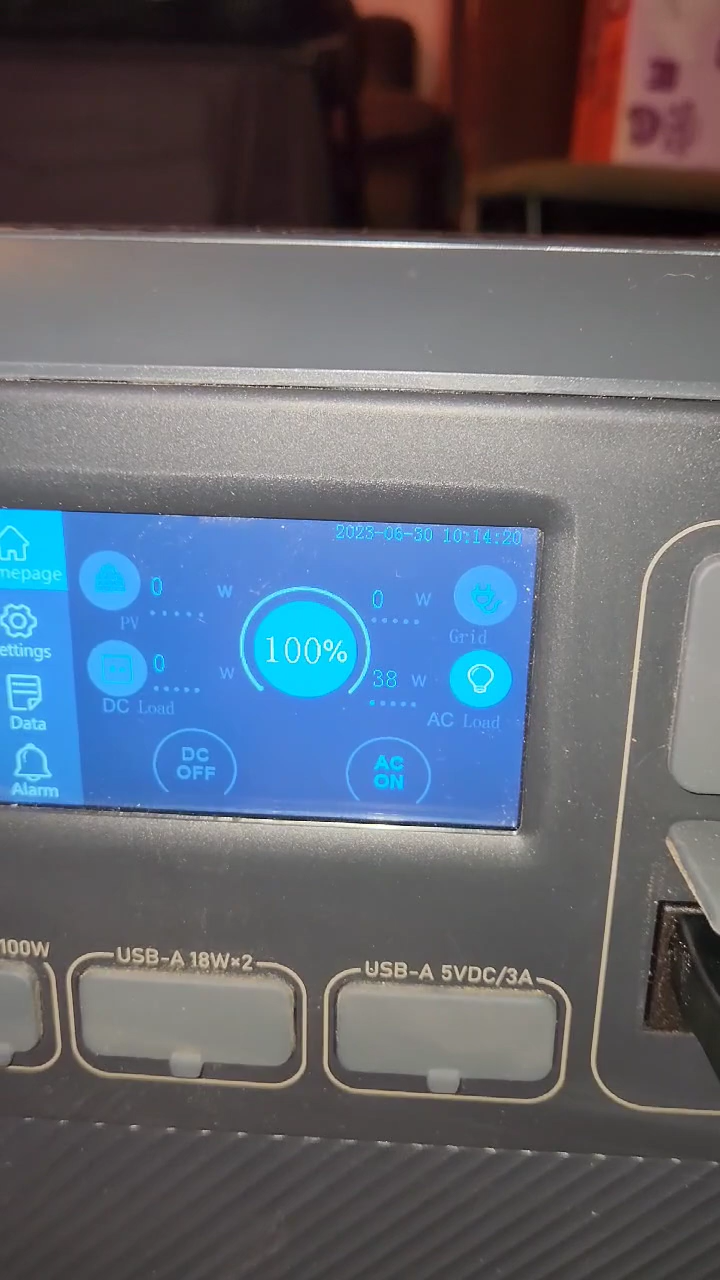 2023-06-30 10:14:20
mepage
ettings
Data
Alarm
0 W
PV
0 W
DC Load
100%
0 W
Grid
38 W
AC Load
DC
OFF
AC
ON
100W
USB-A 18W×2
USB-A 5VDC/3A